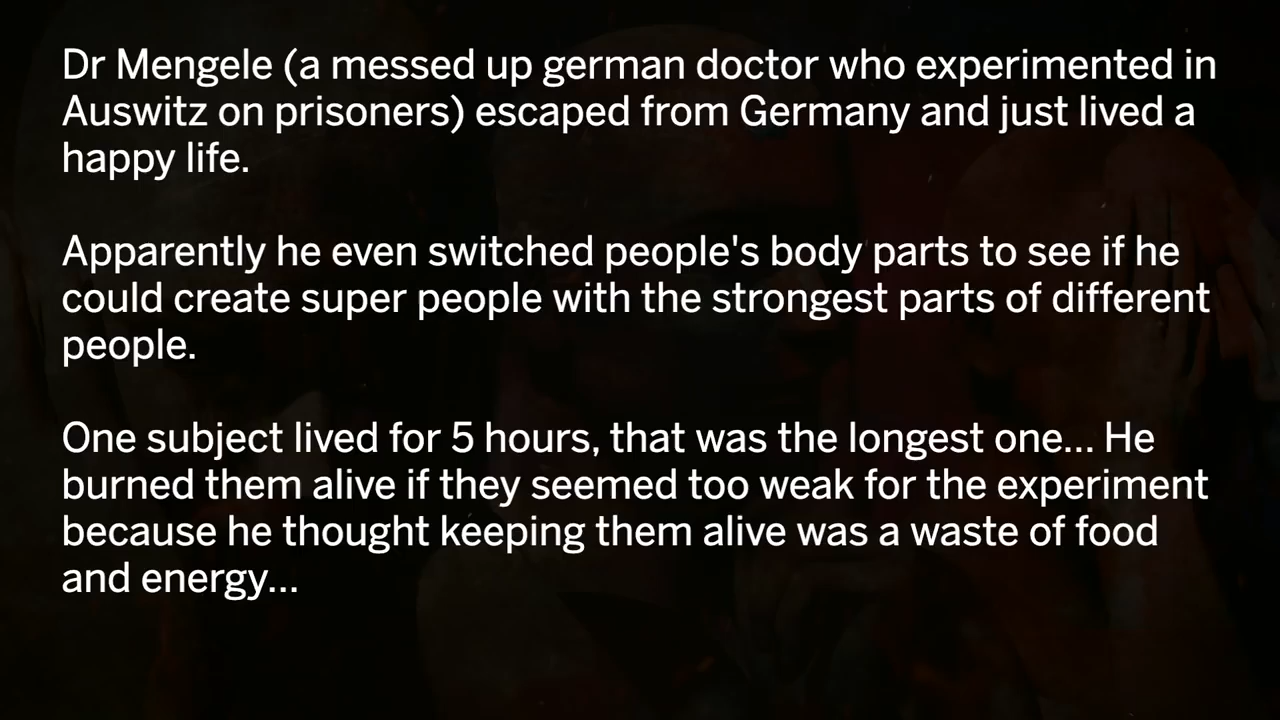 Dr Mengele (a messed up german doctor who experimented in
Auswitz on prisoners) escaped from Germany and just lived a
happy life.
Apparently he even switched people's body parts to see if he
could create super people with the strongest parts of different
people.
One subject lived for 5 hours, that was the longest one... He
burned them alive if they seemed too weak for the experiment
because he thought keeping them alive was a waste of food
and energy...